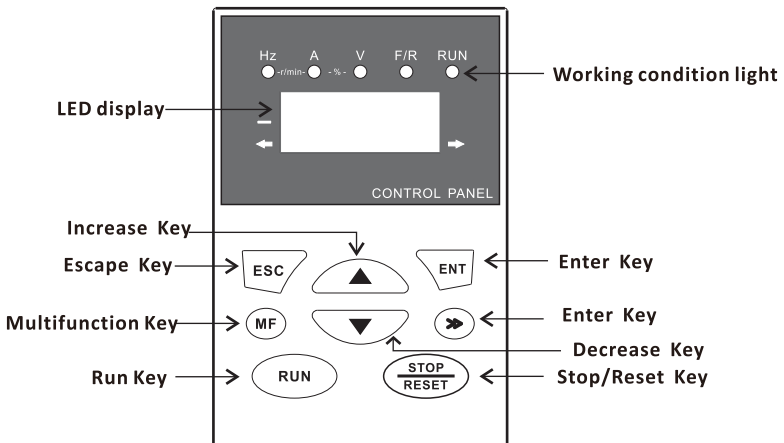 Hz A V F/R RUN
-r/min- - % -
Working condition light
LED display
CONTROL PANEL
Increase Key
Escape Key
ESC
ENT
Enter Key
Multifunction Key
MF
Enter Key
Decrease Key
Run Key
RUN
STOP
RESET
Stop/Reset Key